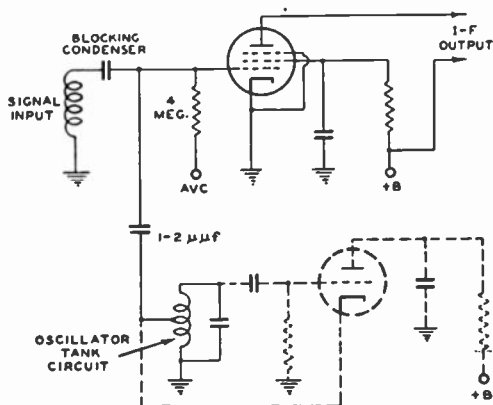 BLOCKING
CONDENSER
SIGNAL
INPUT
4
MEG.
AVC
I-F
OUTPUT
+B
1-2 μμf
OSCILLATOR
TANK
CIRCUIT
+B